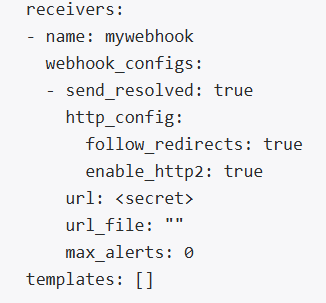 receivers:
- name: mywebhook
  webhook_configs:
  - send_resolved: true
    http_config:
      follow_redirects: true
      enable_http2: true
    url: <secret>
    url_file: ""
    max_alerts: 0
templates: []